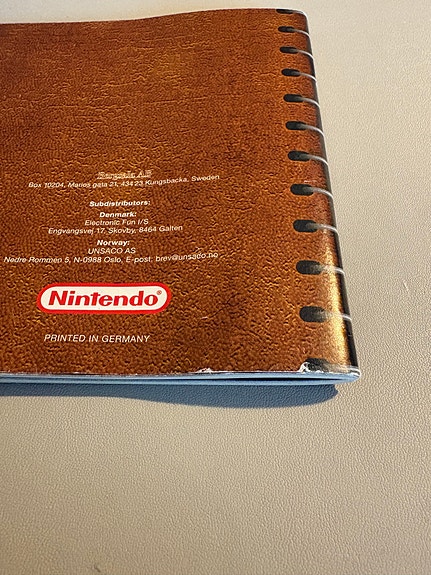 Bergsala AB
Box 10204, Marios gata 21, 434 23 Kungsbacka, Sweden
Subdistributors:
Denmark:
Electronic Fun I/S
Engvangsvej 17, Skovby, 8464 Galten
Norway:
UNSACO AS
Nedre Rommen 5, N-0988 Oslo, E-post: brev@unsaco.no
Nintendo®
PRINTED IN GERMANY